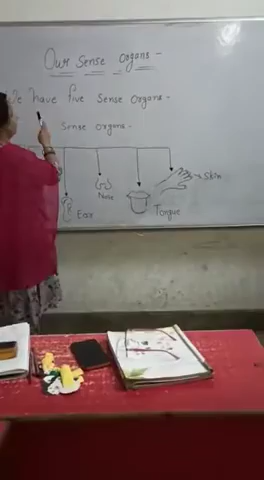 Our Sense Organs -
We have five Sense Organs -
Sense organs -
Skin
Nose
Ear
Tongue